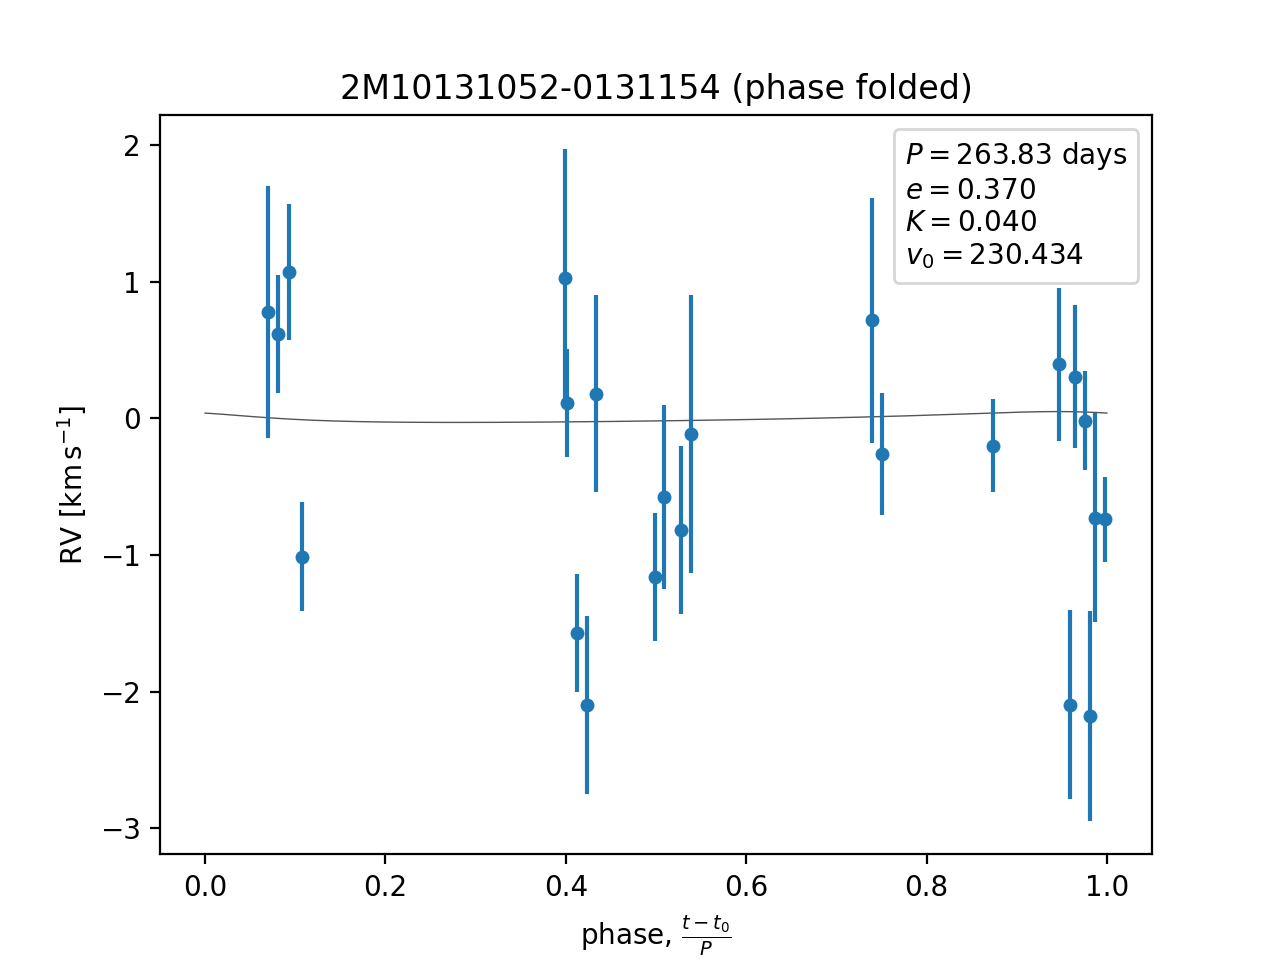 2M10131052-0131154 (phase folded)
P = 263.83 days
e = 0.370
K = 0.040
v₀ = 230.434
2
1
0
−1
−2
−3
RV [km s⁻¹]
0.0 0.2 0.4 0.6 0.8 1.0
phase, (t − t₀)/P